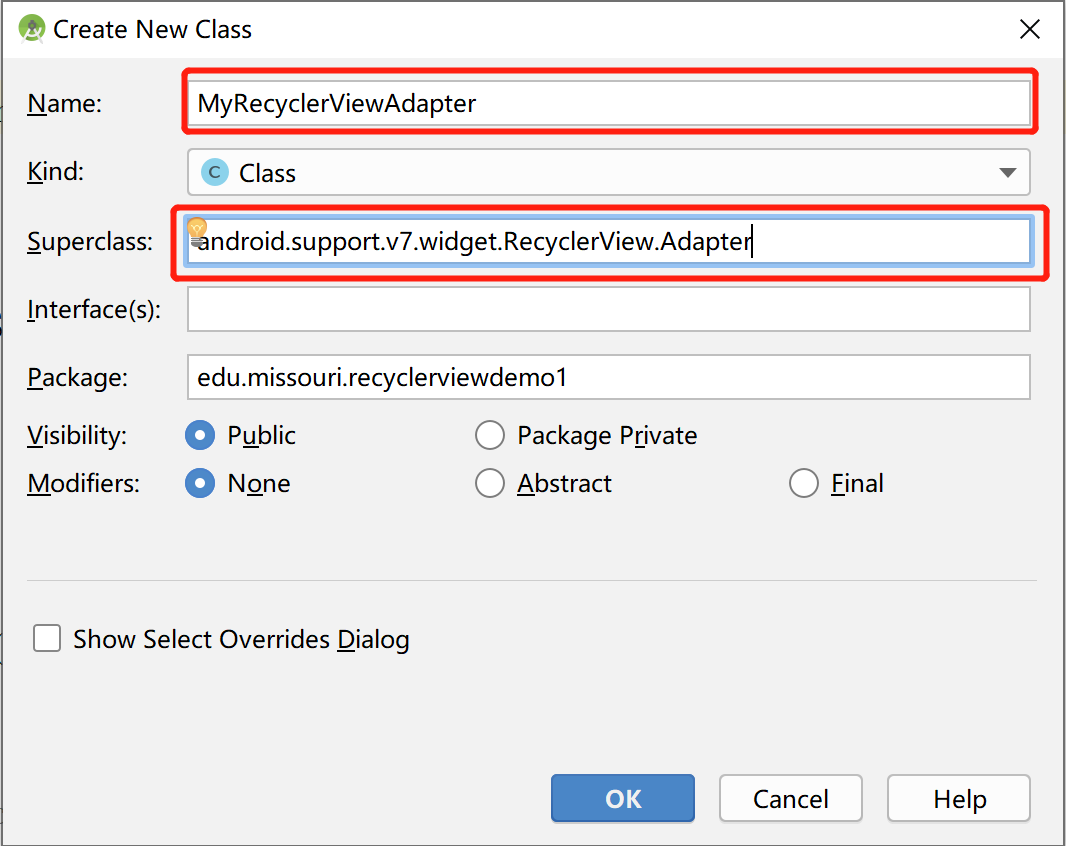 Create New Class
Name: MyRecyclerViewAdapter
Kind: C Class
Superclass: android.support.v7.widget.RecyclerView.Adapter
Interface(s):
Package: edu.missouri.recyclerviewdemo1
Visibility: Public Package Private
Modifiers: None Abstract Final
Show Select Overrides Dialog
OK Cancel Help